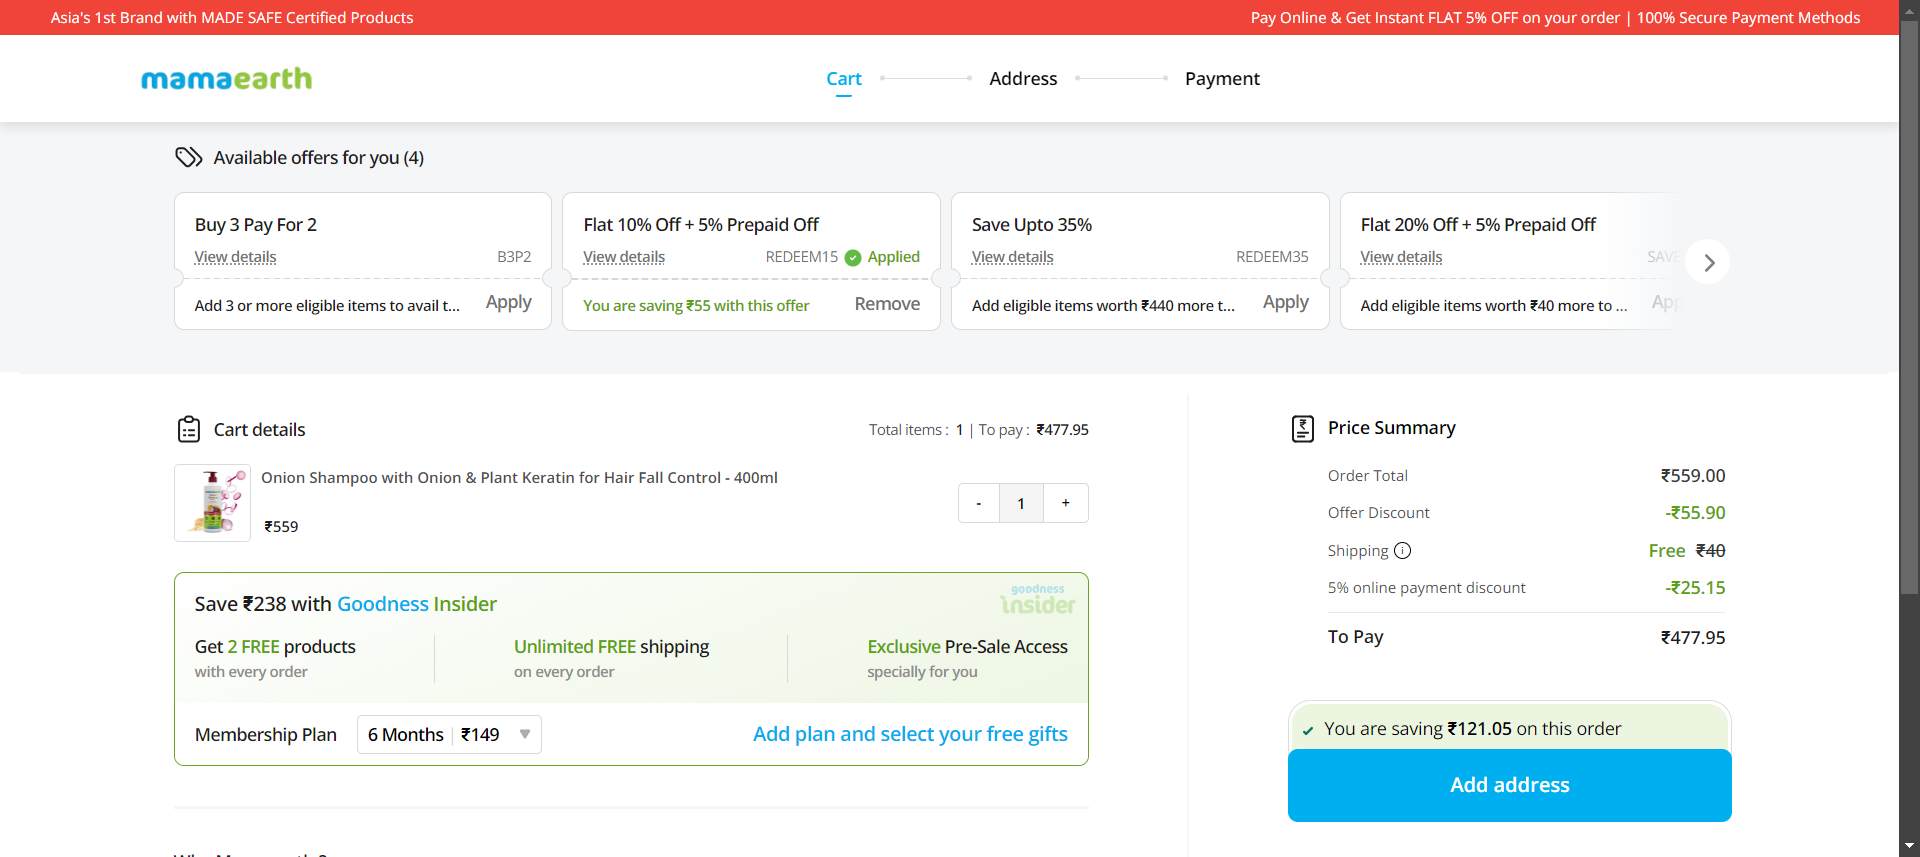 Asia's 1st Brand with MADE SAFE Certified Products
Pay Online & Get Instant FLAT 5% OFF on your order | 100% Secure Payment Methods
mamaearth
Cart
Address
Payment
Available offers for you (4)
Buy 3 Pay For 2
View details
B3P2
Add 3 or more eligible items to avail t...
Apply
Flat 10% Off + 5% Prepaid Off
View details
REDEEM15
Applied
You are saving ₹55 with this offer
Remove
Save Upto 35%
View details
REDEEM35
Add eligible items worth ₹440 more t...
Apply
Flat 20% Off + 5% Prepaid Off
View details
SAVE
Add eligible items worth ₹40 more to ...
App
Cart details
Total items : 1 | To pay : ₹477.95
Onion Shampoo with Onion & Plant Keratin for Hair Fall Control - 400ml
₹559
- 1 +
Save ₹238 with Goodness Insider
goodness
insider
Get 2 FREE products
with every order
Unlimited FREE shipping
on every order
Exclusive Pre-Sale Access
specially for you
Membership Plan
6 Months | ₹149
Add plan and select your free gifts
Price Summary
Order Total ₹559.00
Offer Discount -₹55.90
Shipping Free ₹40
5% online payment discount -₹25.15
To Pay ₹477.95
You are saving ₹121.05 on this order
Add address